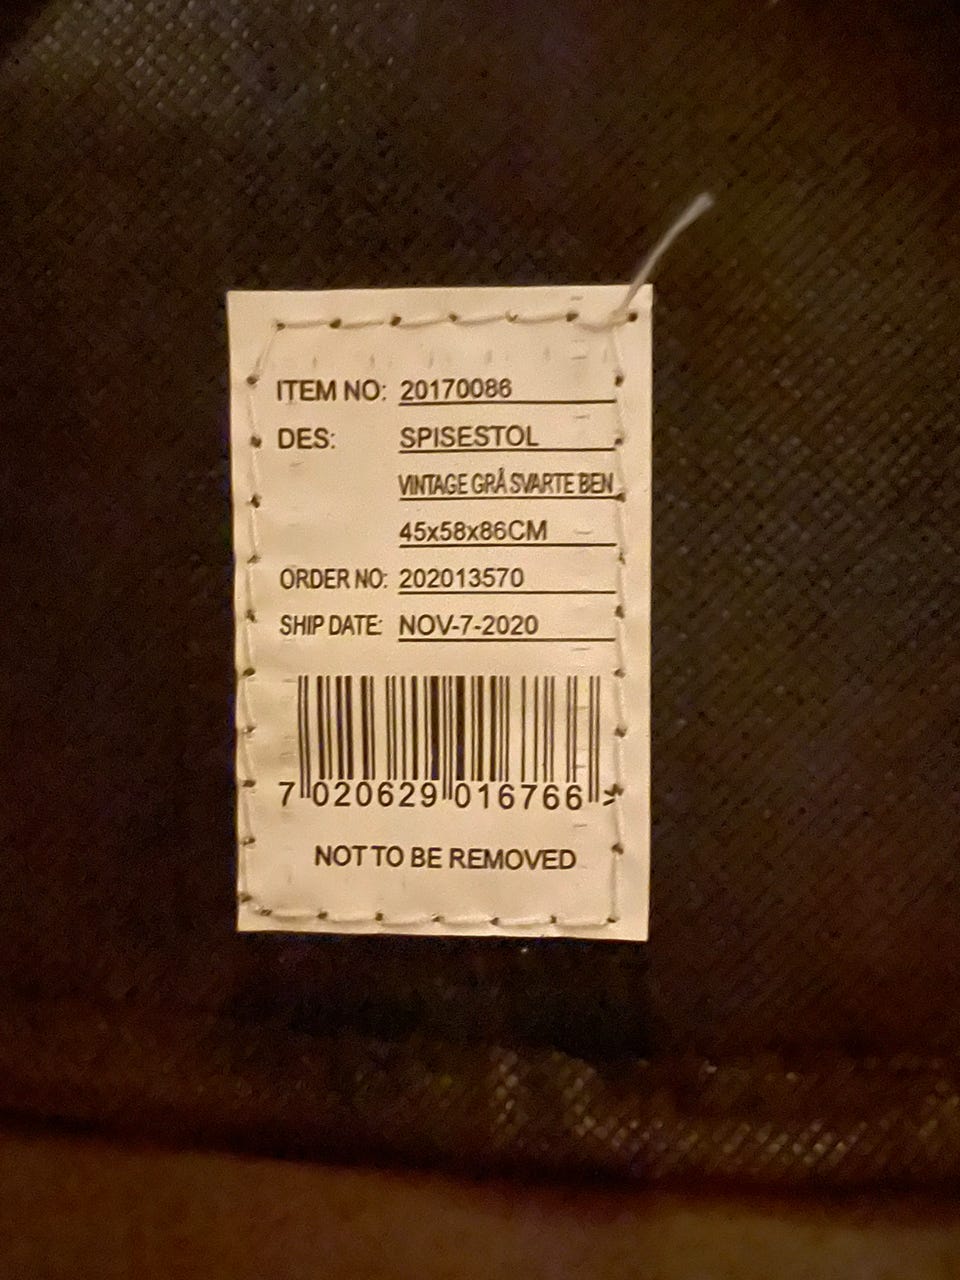 ITEM NO: 20170086
DES: SPISESTOL
VINTAGE GRÅ SVARTE BEN
45x58x86CM
ORDER NO: 202013570
SHIP DATE: NOV-7-2020
7 020629 016766 >
NOT TO BE REMOVED